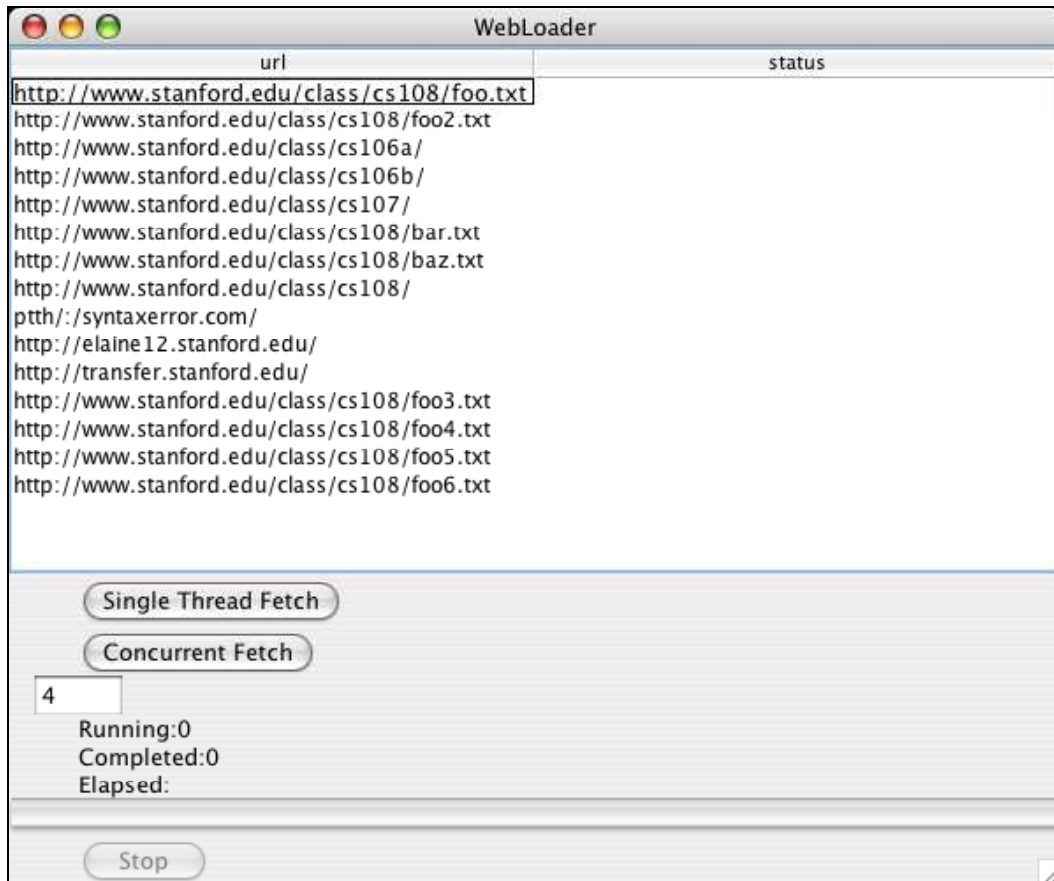 WebLoader
url status
http://www.stanford.edu/class/cs108/foo.txt
http://www.stanford.edu/class/cs108/foo2.txt
http://www.stanford.edu/class/cs106a/
http://www.stanford.edu/class/cs106b/
http://www.stanford.edu/class/cs107/
http://www.stanford.edu/class/cs108/bar.txt
http://www.stanford.edu/class/cs108/baz.txt
http://www.stanford.edu/class/cs108/
ptth/:/syntaxerror.com/
http://elaine12.stanford.edu/
http://transfer.stanford.edu/
http://www.stanford.edu/class/cs108/foo3.txt
http://www.stanford.edu/class/cs108/foo4.txt
http://www.stanford.edu/class/cs108/foo5.txt
http://www.stanford.edu/class/cs108/foo6.txt
Single Thread Fetch
Concurrent Fetch
4
Running:0
Completed:0
Elapsed:
Stop